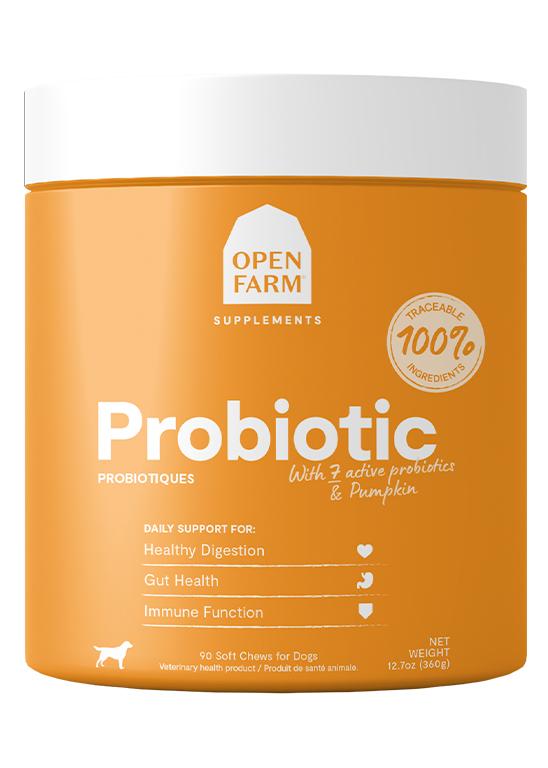 OPEN
FARM®
SUPPLEMENTS
TRACEABLE
100%
INGREDIENTS
Probiotic
PROBIOTIQUES
With 7 active probiotics
& Pumpkin
DAILY SUPPORT FOR:
Healthy Digestion
Gut Health
Immune Function
90 Soft Chews for Dogs
Veterinary health product / Produit de santé animale.
NET
WEIGHT
12.7oz (360g)